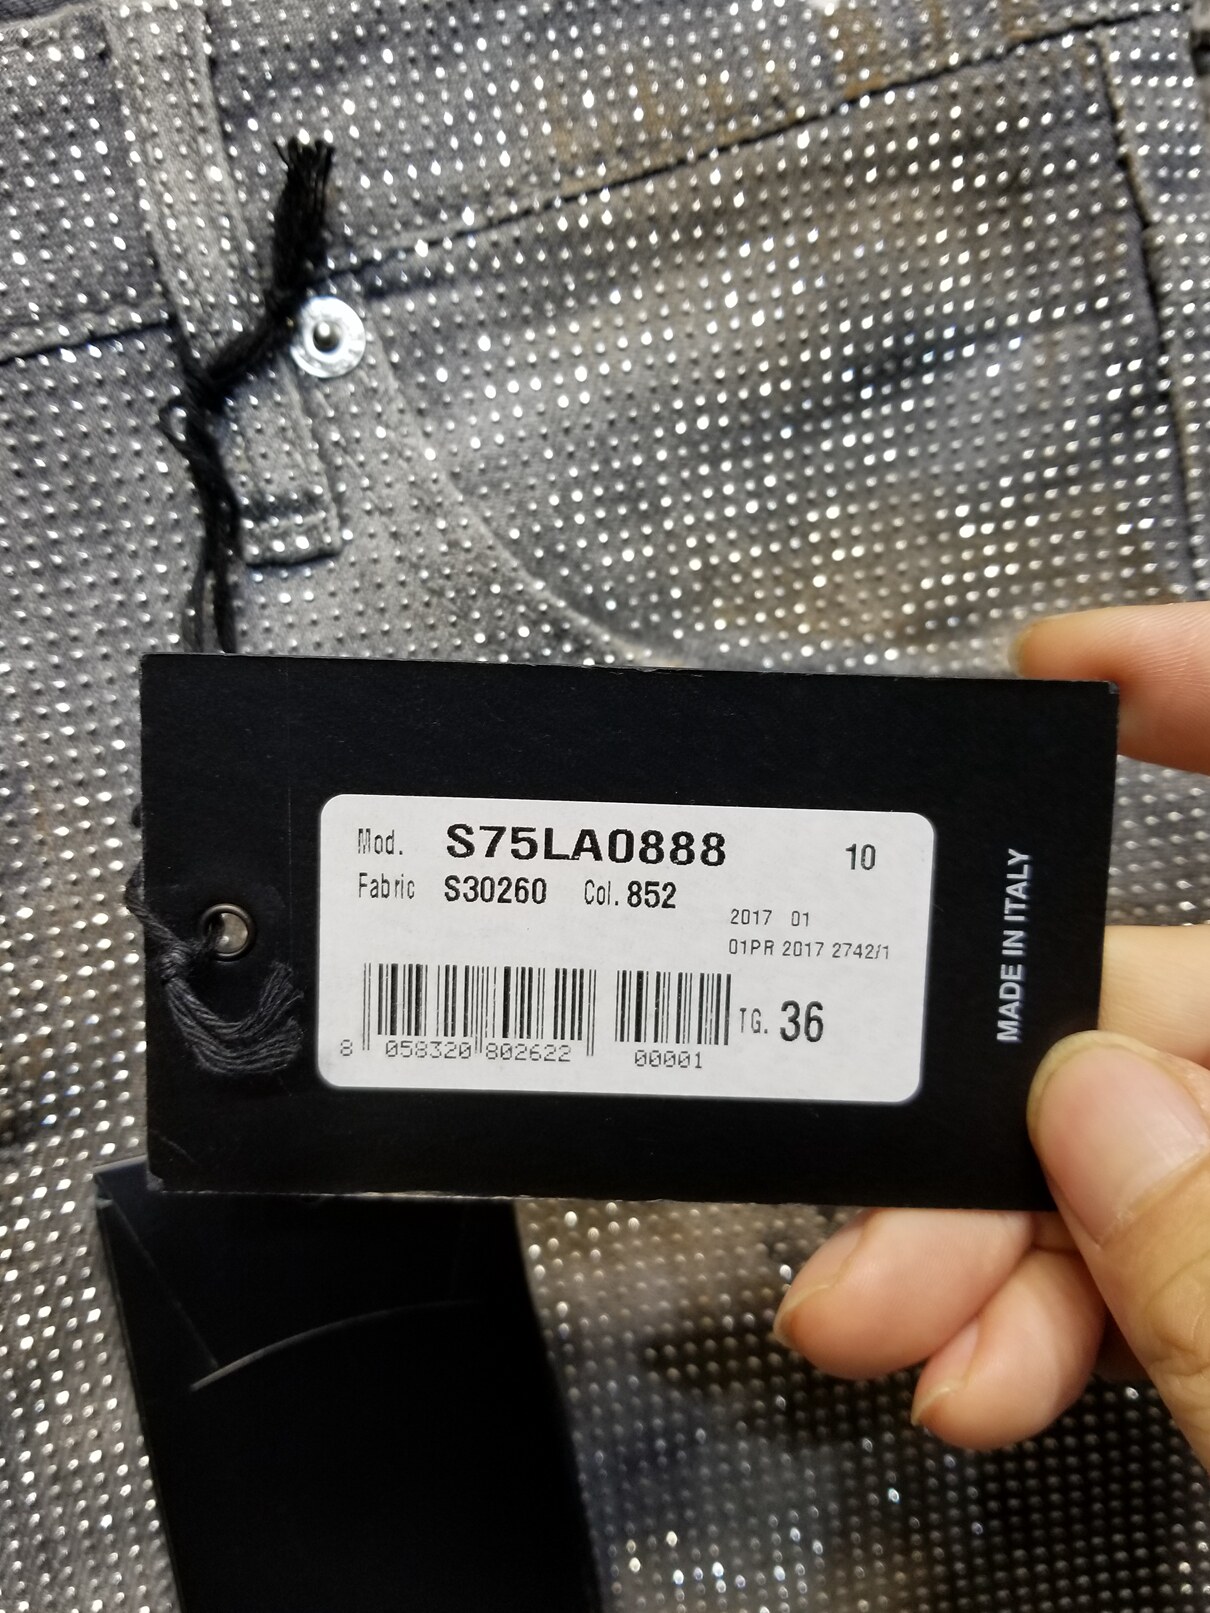 Mod. S75LA0888 10
Fabric S30260 Col. 852
2017 01
01PR 2017 2742/1
TG. 36
8 058320 802622 00001
MADE IN ITALY